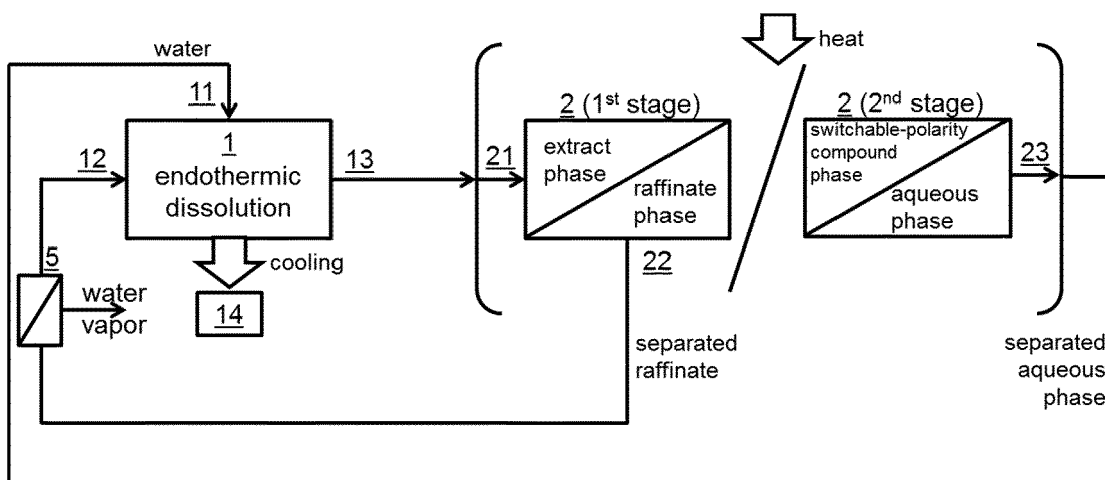 heat
water
11
2 (1st stage)
2 (2nd stage)
1
endothermic
dissolution
12
13
21
extract
phase
raffinate
phase
switchable-polarity
compound
phase
aqueous
phase
23
5
cooling
22
water
vapor
14
separated
raffinate
separated
aqueous
phase